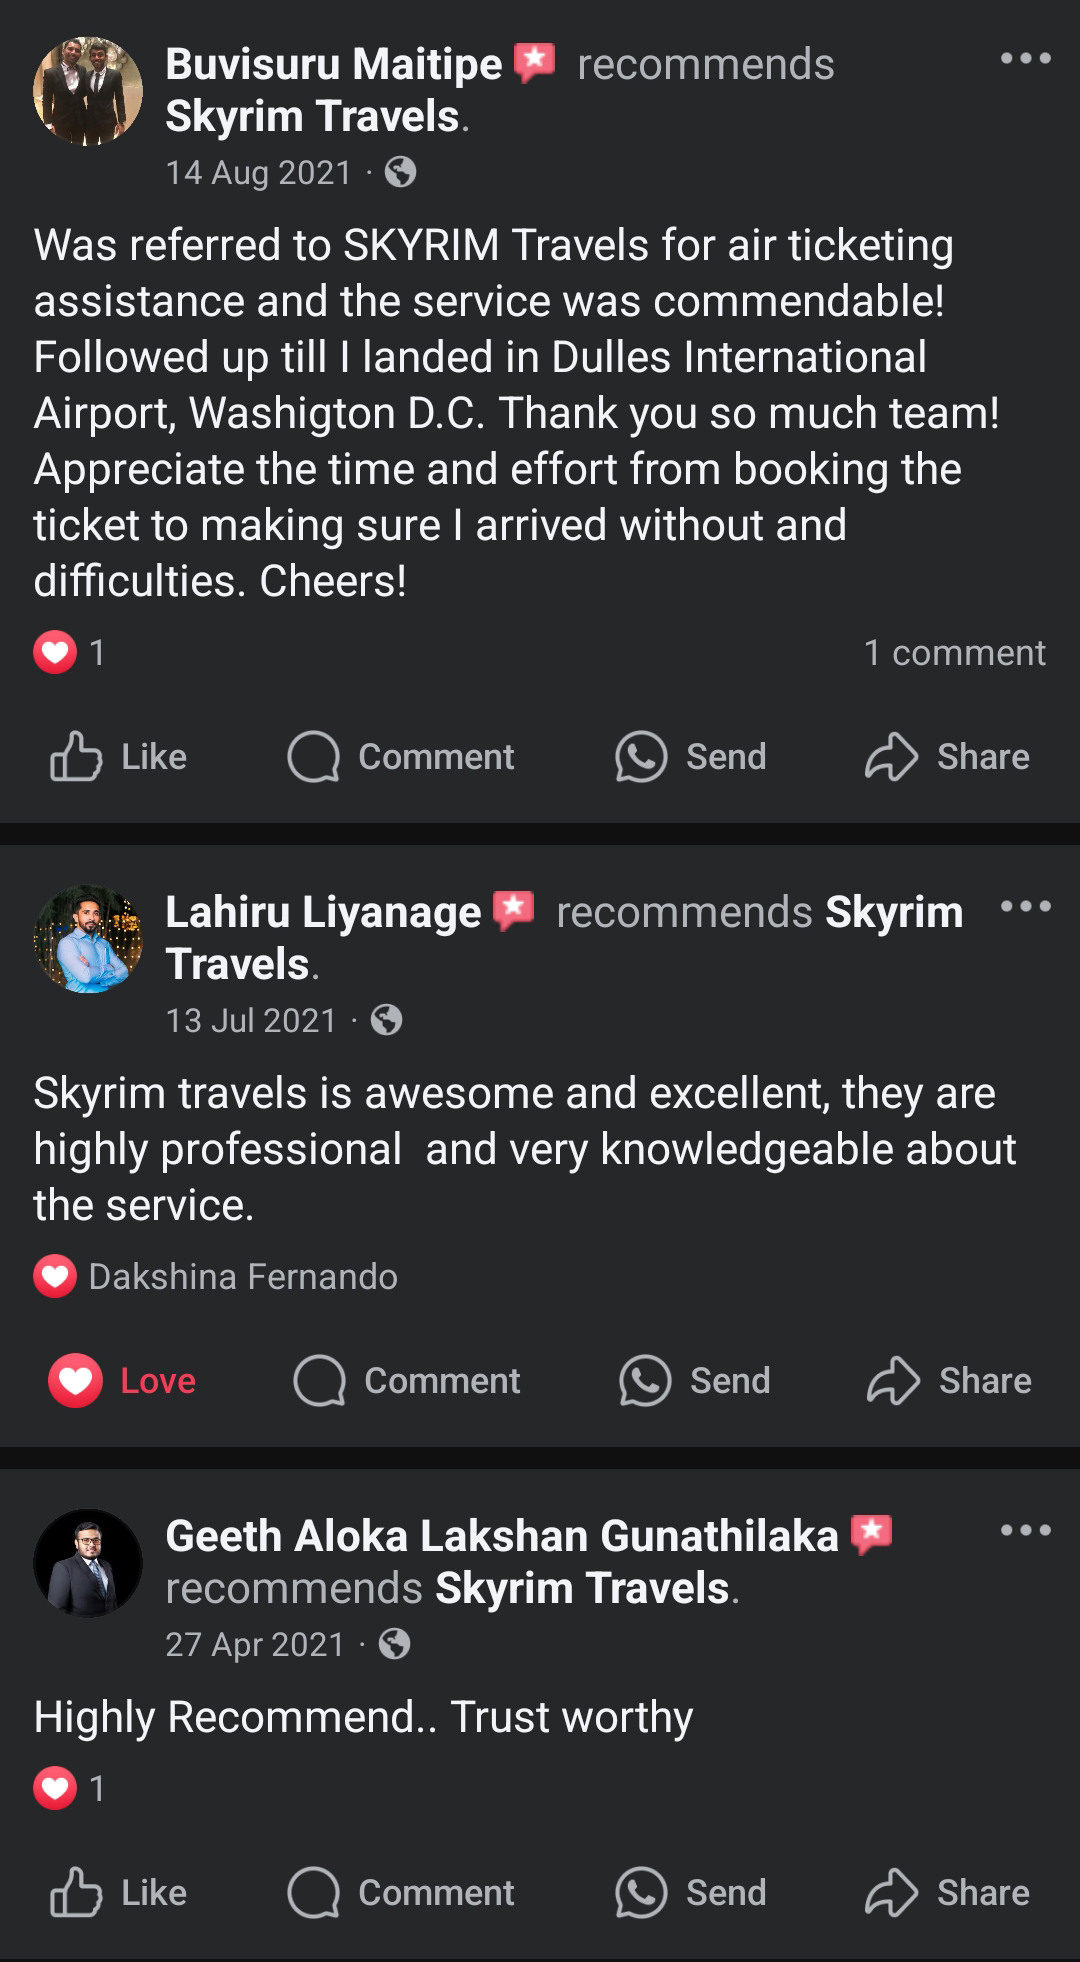 Buvisuru Maitipe recommends
Skyrim Travels.
14 Aug 2021 ·
Was referred to SKYRIM Travels for air ticketing
assistance and the service was commendable!
Followed up till I landed in Dulles International
Airport, Washigton D.C. Thank you so much team!
Appreciate the time and effort from booking the
ticket to making sure I arrived without and
difficulties. Cheers!
1 1 comment
Like Comment Send Share
Lahiru Liyanage recommends Skyrim
Travels.
13 Jul 2021 ·
Skyrim travels is awesome and excellent, they are
highly professional  and very knowledgeable about
the service.
Dakshina Fernando
Love Comment Send Share
Geeth Aloka Lakshan Gunathilaka
recommends Skyrim Travels.
27 Apr 2021 ·
Highly Recommend.. Trust worthy
1
Like Comment Send Share